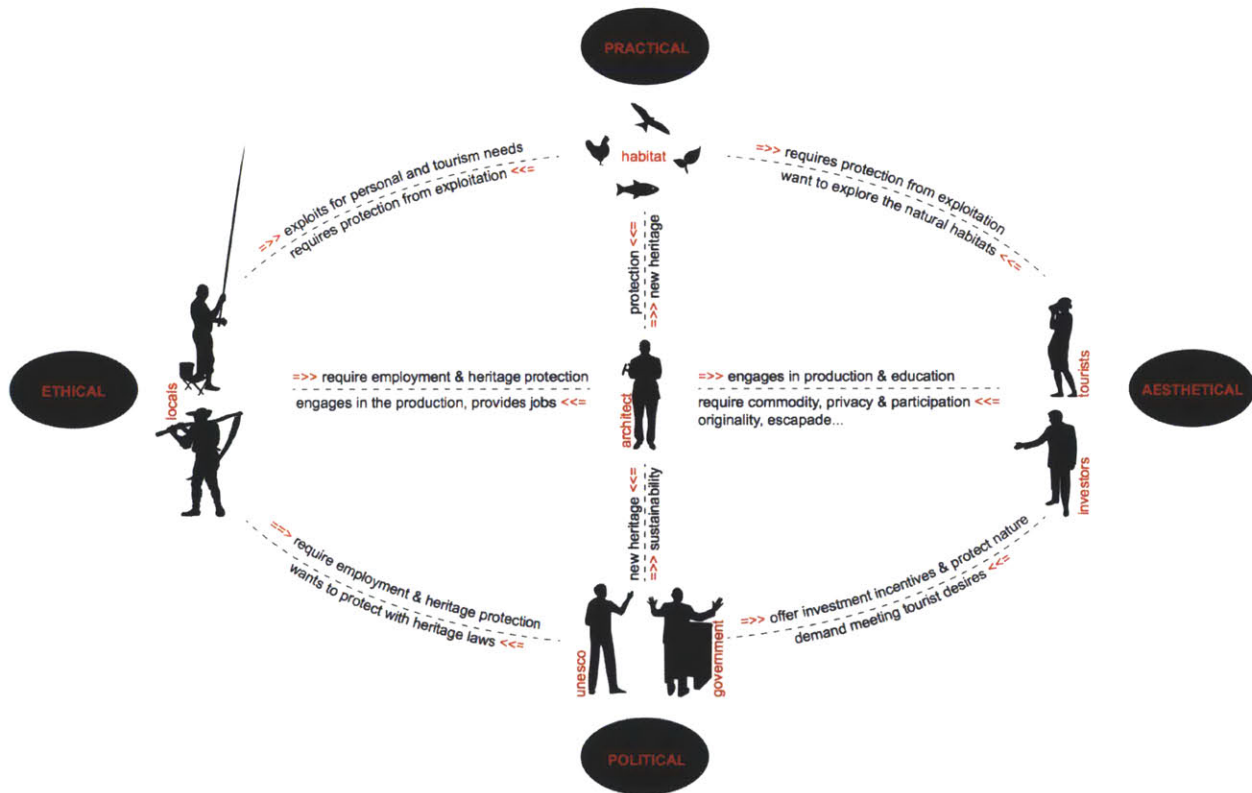 PRACTICAL
habitat
=>> exploits for personal and tourism needs
requires protection from exploitation <<=
=>> requires protection from exploitation
want to explore the natural habitats <<=
protection <<=
=>> new heritage
ETHICAL
locals
=>> require employment & heritage protection
engages in the production, provides jobs <<=
architect
=>> engages in production & education
require commodity, privacy & participation <<=
originality, escapade...
tourists
investors
AESTHETICAL
new heritage <<=
=>> sustainability
==> require employment & heritage protection
wants to protect with heritage laws <<=
=>> offer investment incentives & protect nature
demand meeting tourist desires <<=
unesco
government
POLITICAL